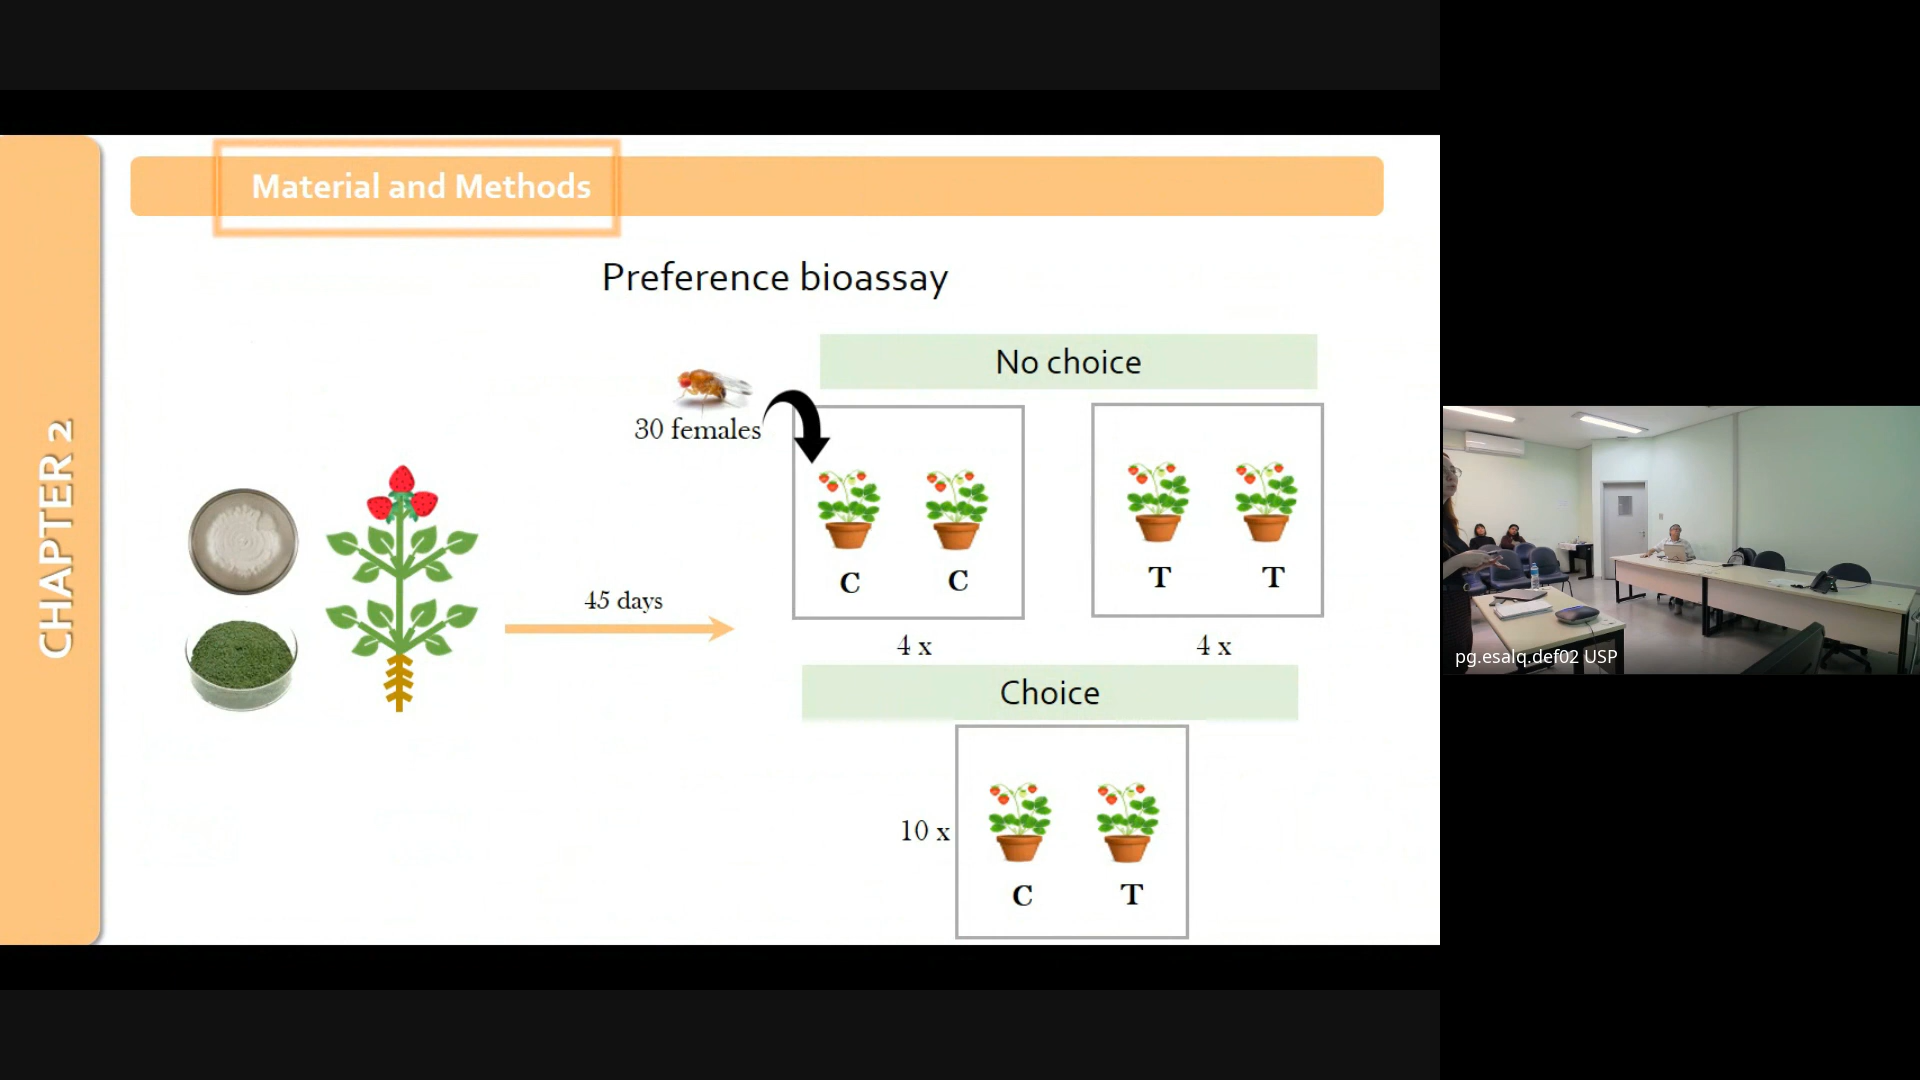 CHAPTER 2
Material and Methods
Preference bioassay
No choice
30 females
C C
T T
45 days
4 x
4 x
Choice
10 x
C T
pg.esalq.def02 USP